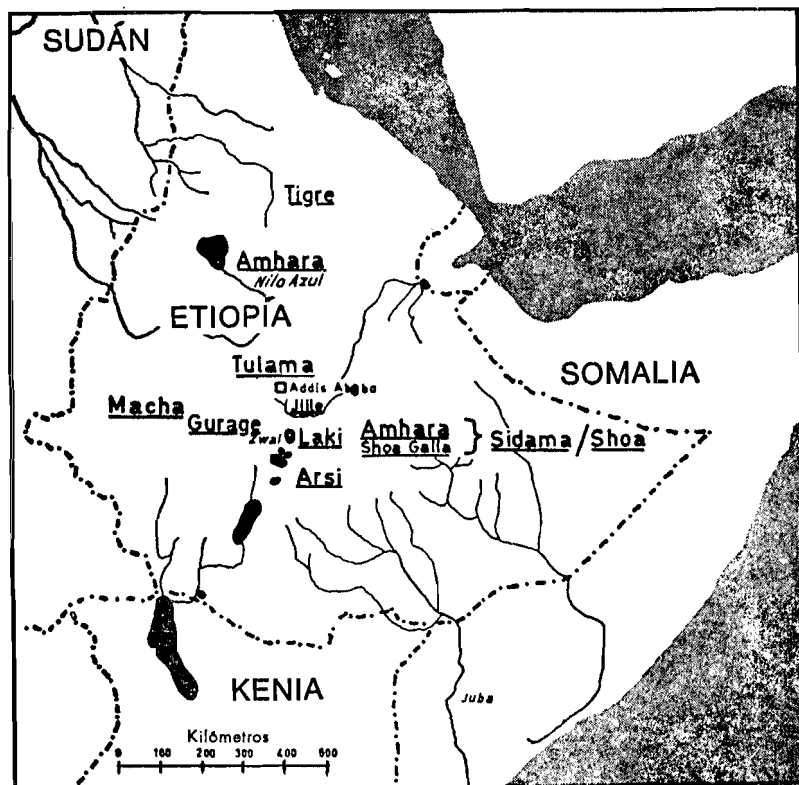 SUDÁN
Tigre
Amhara
Nilo Azul
ETIOPIA
Tulama
Addis Abeba
SOMALIA
Jille
Macha
Gurage
Zwai
Laki
Amhara
Shoa Galla
} Sidama/Shoa
Arsi
KENIA
Juba
Kilómetros
0 100 200 300 400 500